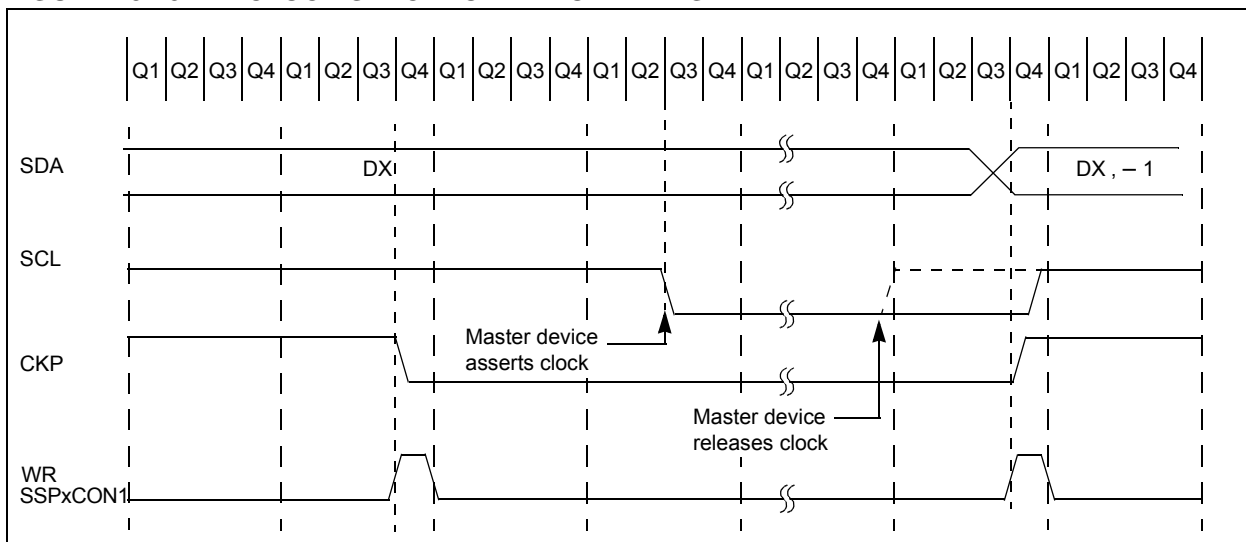 Q1 Q2 Q3 Q4 Q1 Q2 Q3 Q4 Q1 Q2 Q3 Q4 Q1 Q2 Q3 Q4 Q1 Q2 Q3 Q4 Q1 Q2 Q3 Q4 Q1 Q2 Q3 Q4
SDA
DX
DX , – 1
SCL
Master device
asserts clock
CKP
Master device
releases clock
WR
SSPxCON1